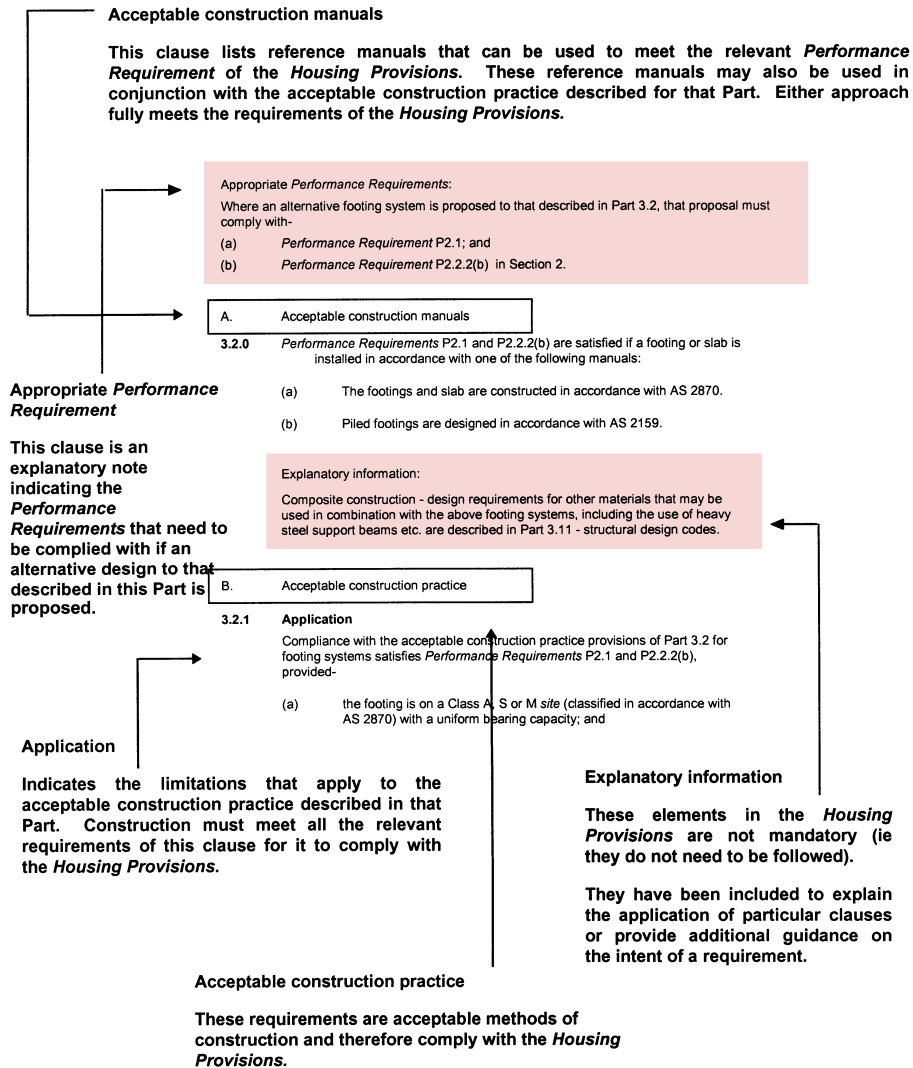 Acceptable construction manuals
This clause lists reference manuals that can be used to meet the relevant Performance
Requirement of the Housing Provisions. These reference manuals may also be used in
conjunction with the acceptable construction practice described for that Part. Either approach
fully meets the requirements of the Housing Provisions.
Appropriate Performance Requirements:
Where an alternative footing system is proposed to that described in Part 3.2, that proposal must
comply with-
(a) Performance Requirement P2.1; and
(b) Performance Requirement P2.2.2(b) in Section 2.
A. Acceptable construction manuals
3.2.0 Performance Requirements P2.1 and P2.2.2(b) are satisfied if a footing or slab is
installed in accordance with one of the following manuals:
(a) The footings and slab are constructed in accordance with AS 2870.
(b) Piled footings are designed in accordance with AS 2159.
Appropriate Performance
Requirement
This clause is an
explanatory note
indicating the
Performance
Requirements that need to
be complied with if an
alternative design to that
described in this Part is
proposed.
Explanatory information:
Composite construction - design requirements for other materials that may be
used in combination with the above footing systems, including the use of heavy
steel support beams etc. are described in Part 3.11 - structural design codes.
B. Acceptable construction practice
3.2.1 Application
Compliance with the acceptable construction practice provisions of Part 3.2 for
footing systems satisfies Performance Requirements P2.1 and P2.2.2(b),
provided-
(a) the footing is on a Class A, S or M site (classified in accordance with
AS 2870) with a uniform bearing capacity; and
Application
Indicates the limitations that apply to the
acceptable construction practice described in that
Part. Construction must meet all the relevant
requirements of this clause for it to comply with
the Housing Provisions.
Explanatory information
These elements in the Housing
Provisions are not mandatory (ie
they do not need to be followed).
They have been included to explain
the application of particular clauses
or provide additional guidance on
the intent of a requirement.
Acceptable construction practice
These requirements are acceptable methods of
construction and therefore comply with the Housing
Provisions.